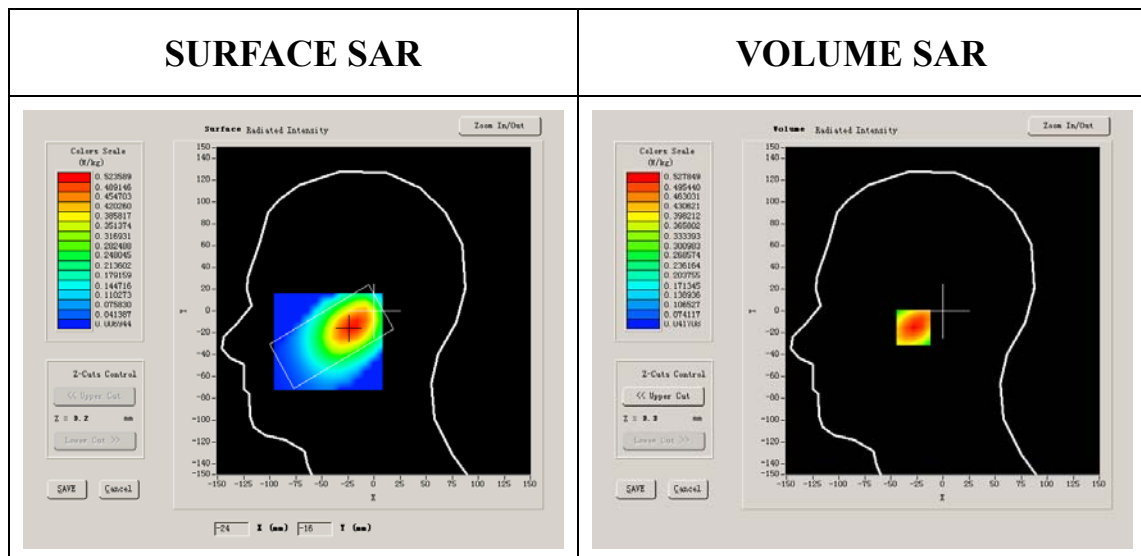 SURFACE SAR
Surface Radiated Intensity
Zoom In/Out
Colors Scale
(W/kg)
0.523589
0.489146
0.454703
0.420260
0.385817
0.351374
0.316931
0.282488
0.248045
0.213602
0.179159
0.144716
0.110273
0.075830
0.041387
0.006944
150
140
120
100
80
60
40
20
0
-20
-40
-60
-80
-100
-120
-140
-150
Y
-150 -125 -100 -75 -50 -25 0 25 50 75 100 125 150
X
Z-Cuts Control
<< Upper Cut
Z = 9.2 mm
Lower Cut >>
SAVE Cancel
-24 X (mm) -16 Y (mm)
VOLUME SAR
Volume Radiated Intensity
Zoom In/Out
Colors Scale
(W/kg)
0.527849
0.495440
0.463031
0.430621
0.398212
0.365802
0.333393
0.300983
0.268574
0.236164
0.203755
0.171345
0.138936
0.106527
0.074117
0.041708
150
140
120
100
80
60
40
20
0
-20
-40
-60
-80
-100
-120
-140
-150
Y
-150 -125 -100 -75 -50 -25 0 25 50 75 100 125 150
X
Z-Cuts Control
<< Upper Cut
Z = 9.3 mm
Lower Cut >>
SAVE Cancel